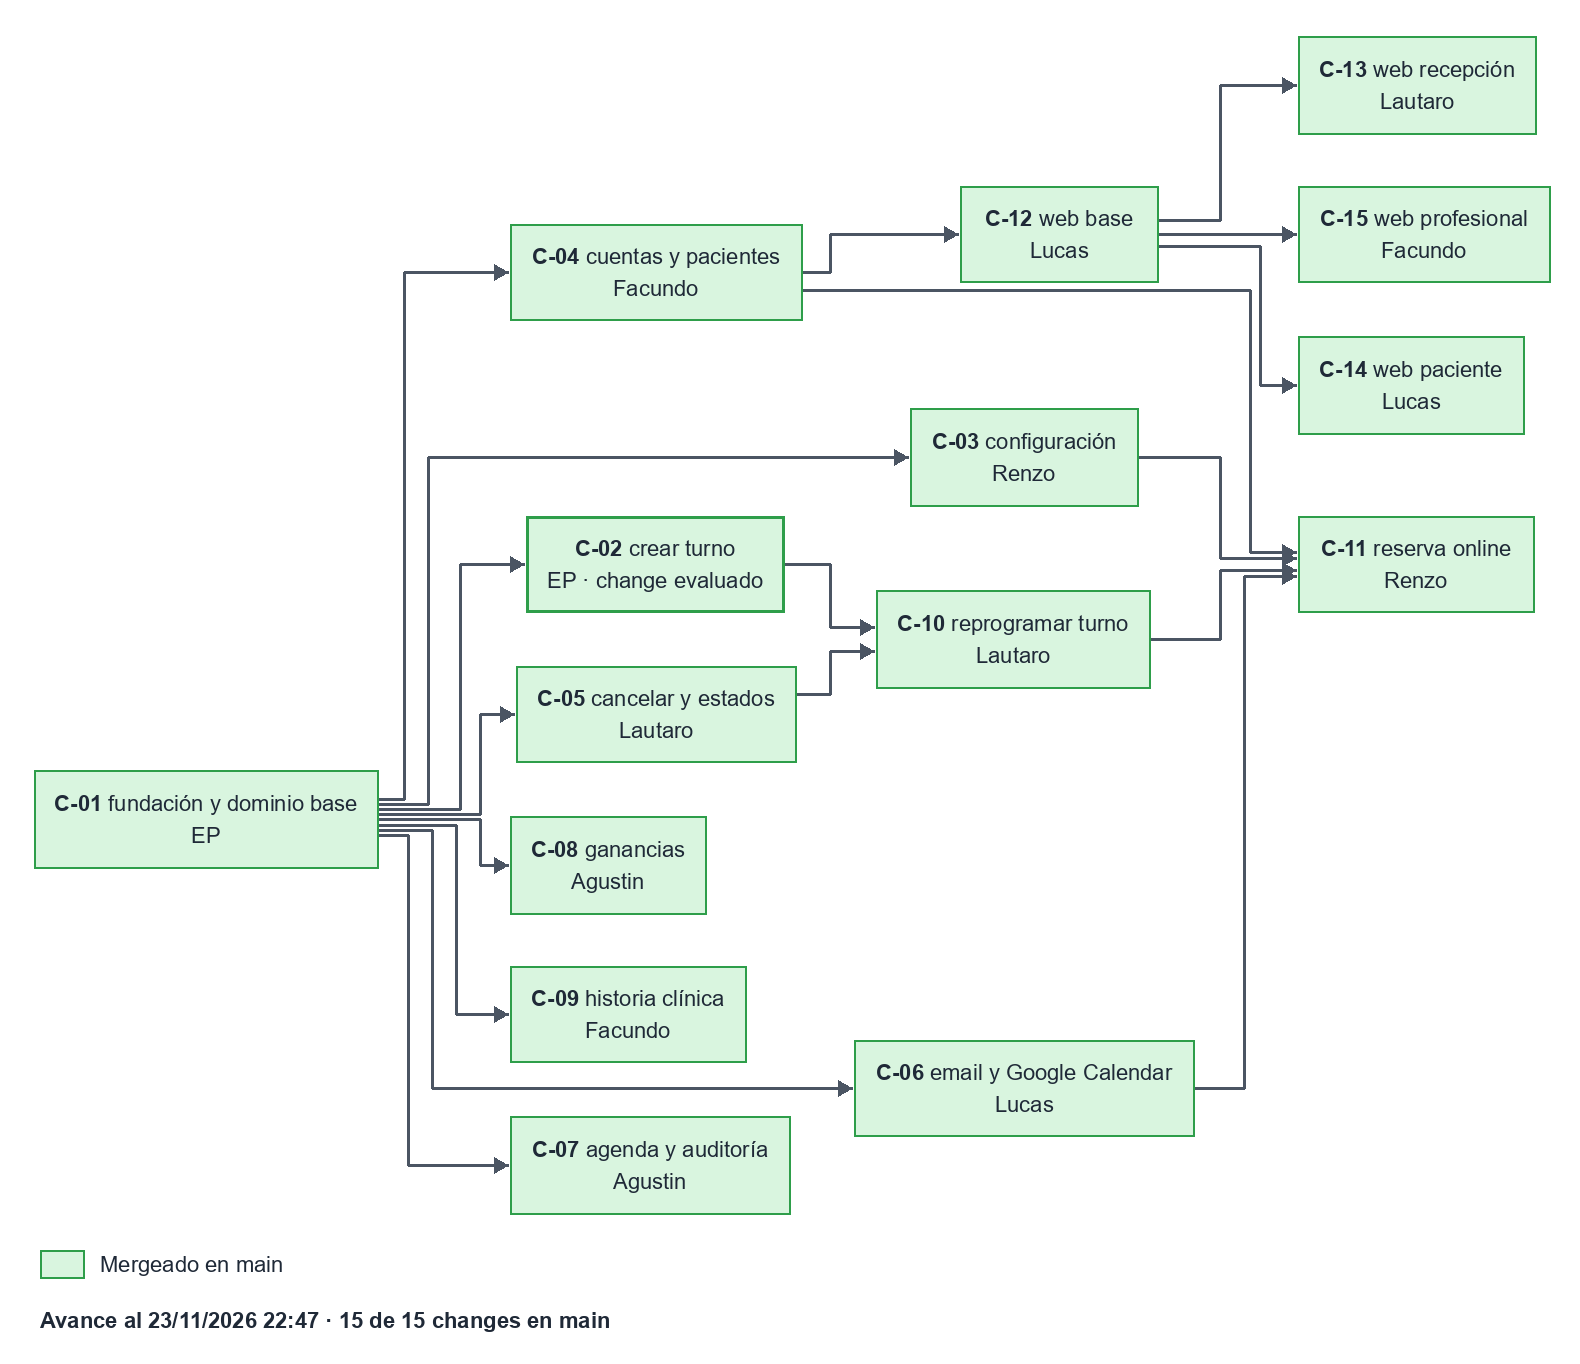 C-13 web recepción
Lautaro
C-12 web base
Lucas
C-15 web profesional
Facundo
C-04 cuentas y pacientes
Facundo
C-14 web paciente
Lucas
C-03 configuración
Renzo
C-02 crear turno
EP · change evaluado
C-11 reserva online
Renzo
C-10 reprogramar turno
Lautaro
C-05 cancelar y estados
Lautaro
C-01 fundación y dominio base
EP
C-08 ganancias
Agustin
C-09 historia clínica
Facundo
C-06 email y Google Calendar
Lucas
C-07 agenda y auditoría
Agustin
Mergeado en main
Avance al 23/11/2026 22:47 · 15 de 15 changes en main